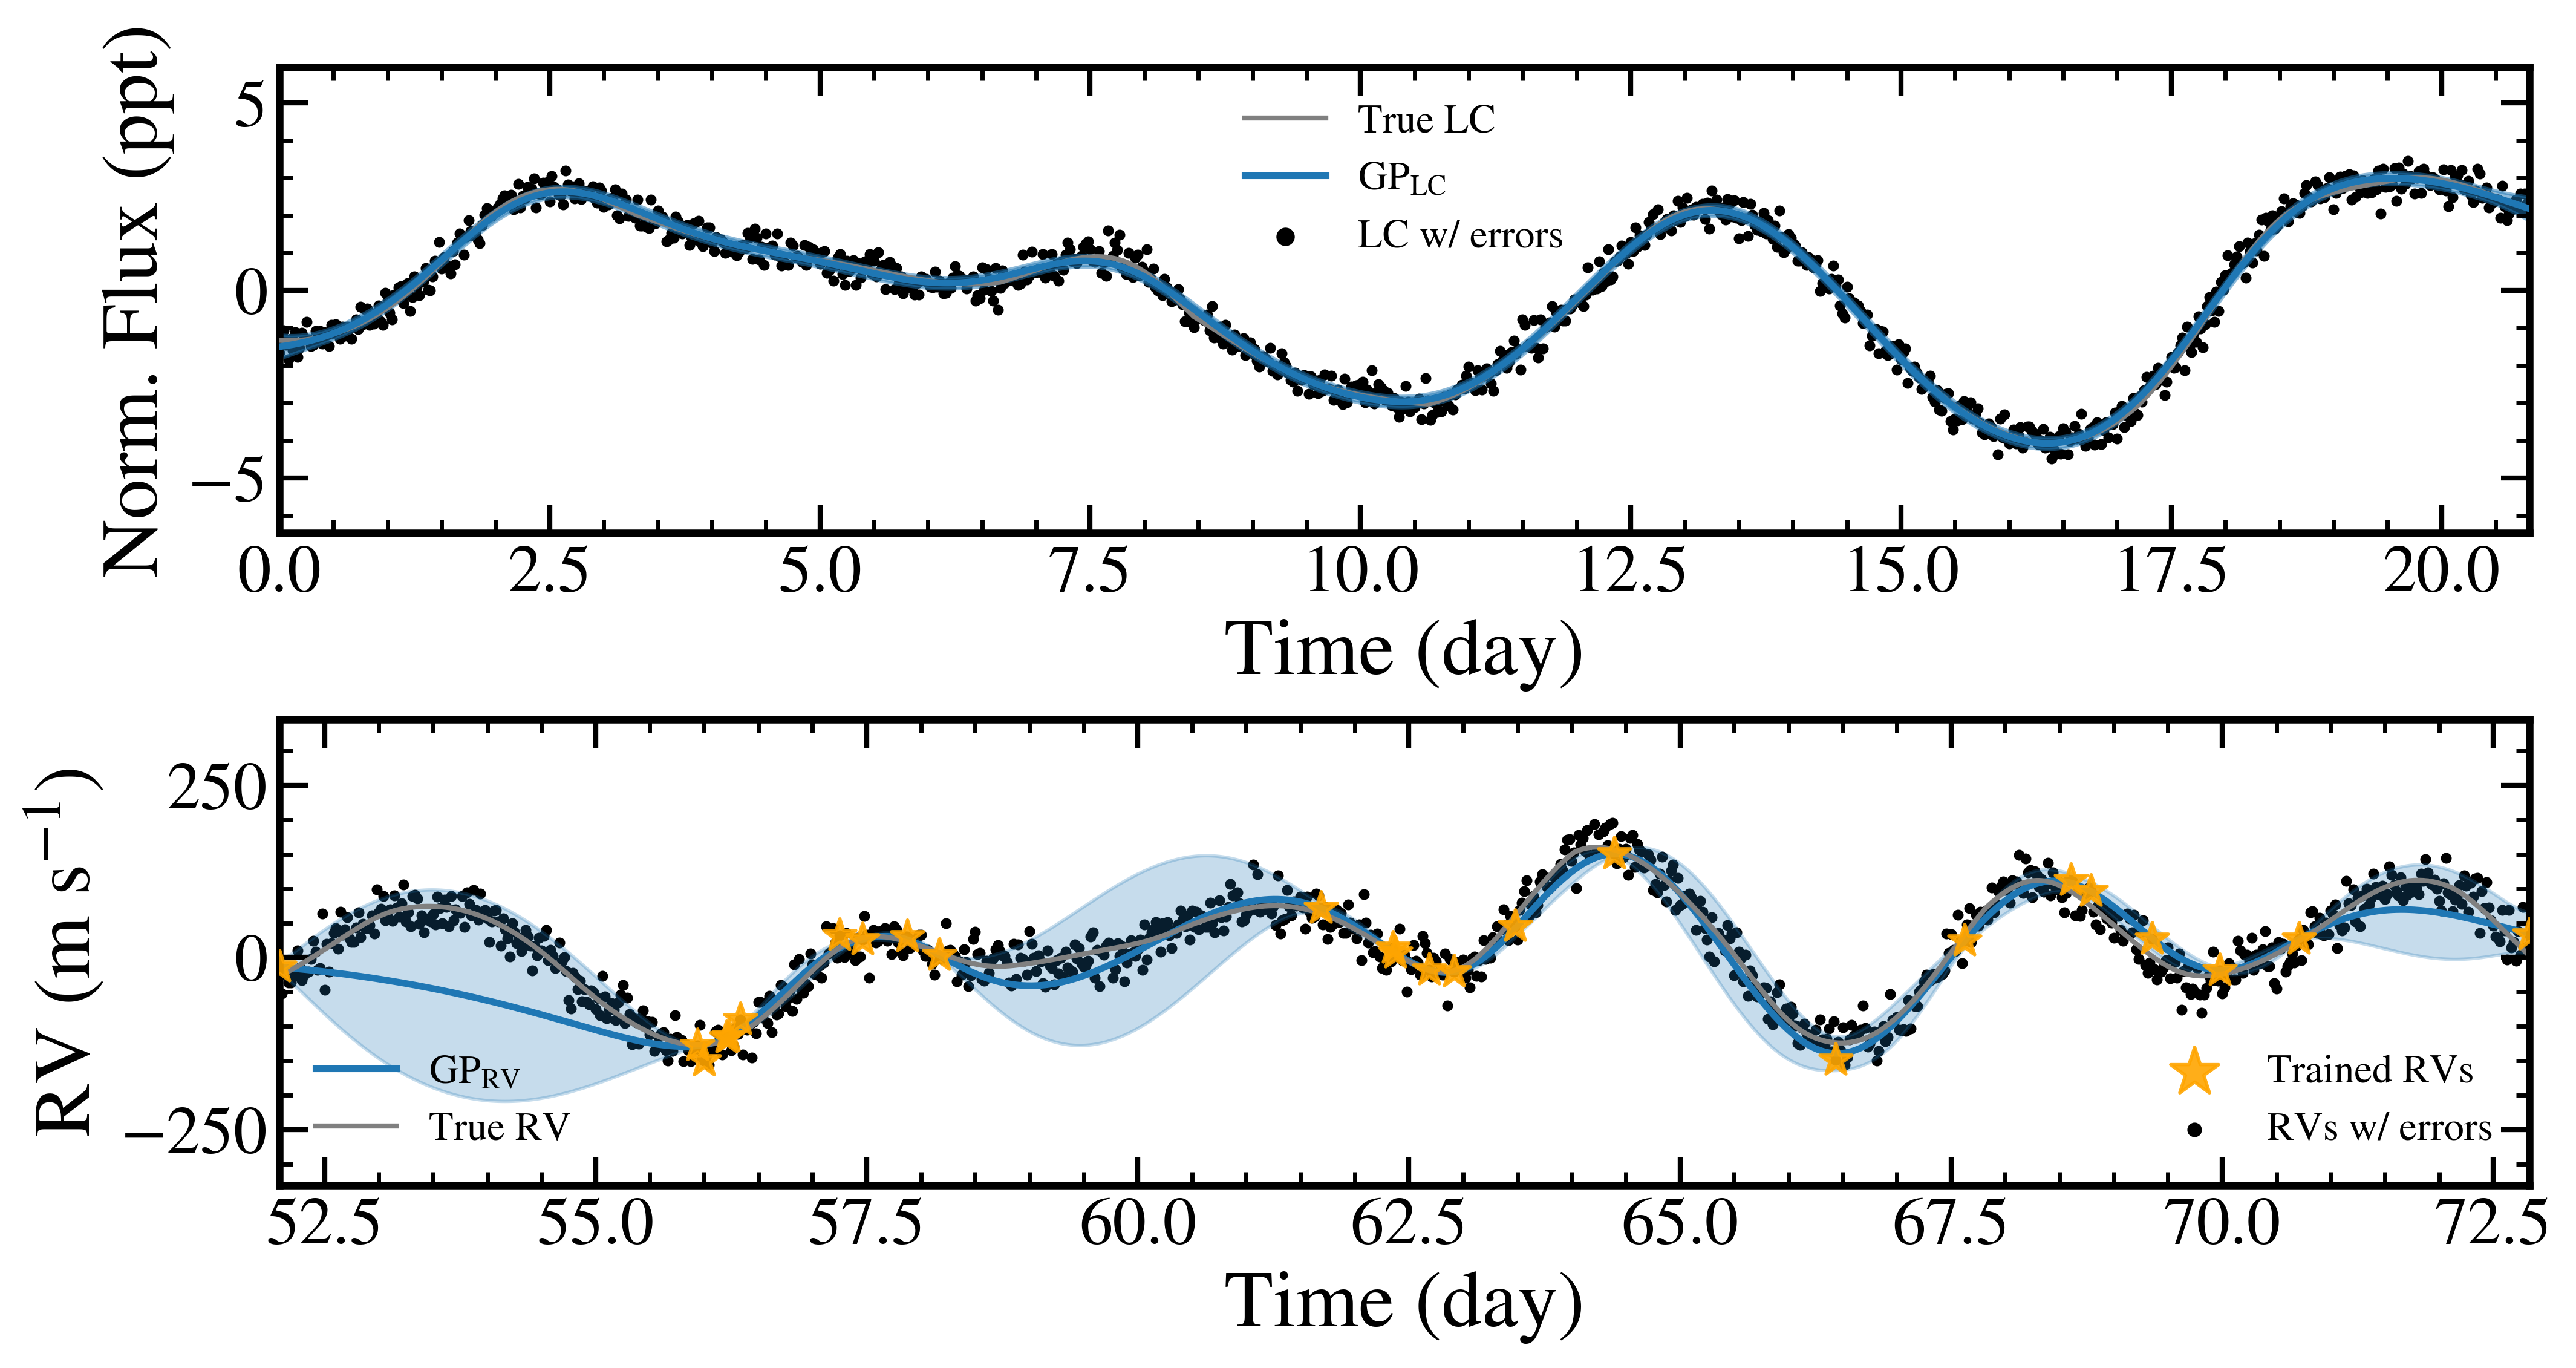 Norm. Flux (ppt)
5
0
−5
True LC
GP_LC
LC w/ errors
0.0 2.5 5.0 7.5 10.0 12.5 15.0 17.5 20.0
Time (day)
RV (m s⁻¹)
250
0
−250
GP_RV
True RV
Trained RVs
RVs w/ errors
52.5 55.0 57.5 60.0 62.5 65.0 67.5 70.0 72.5
Time (day)